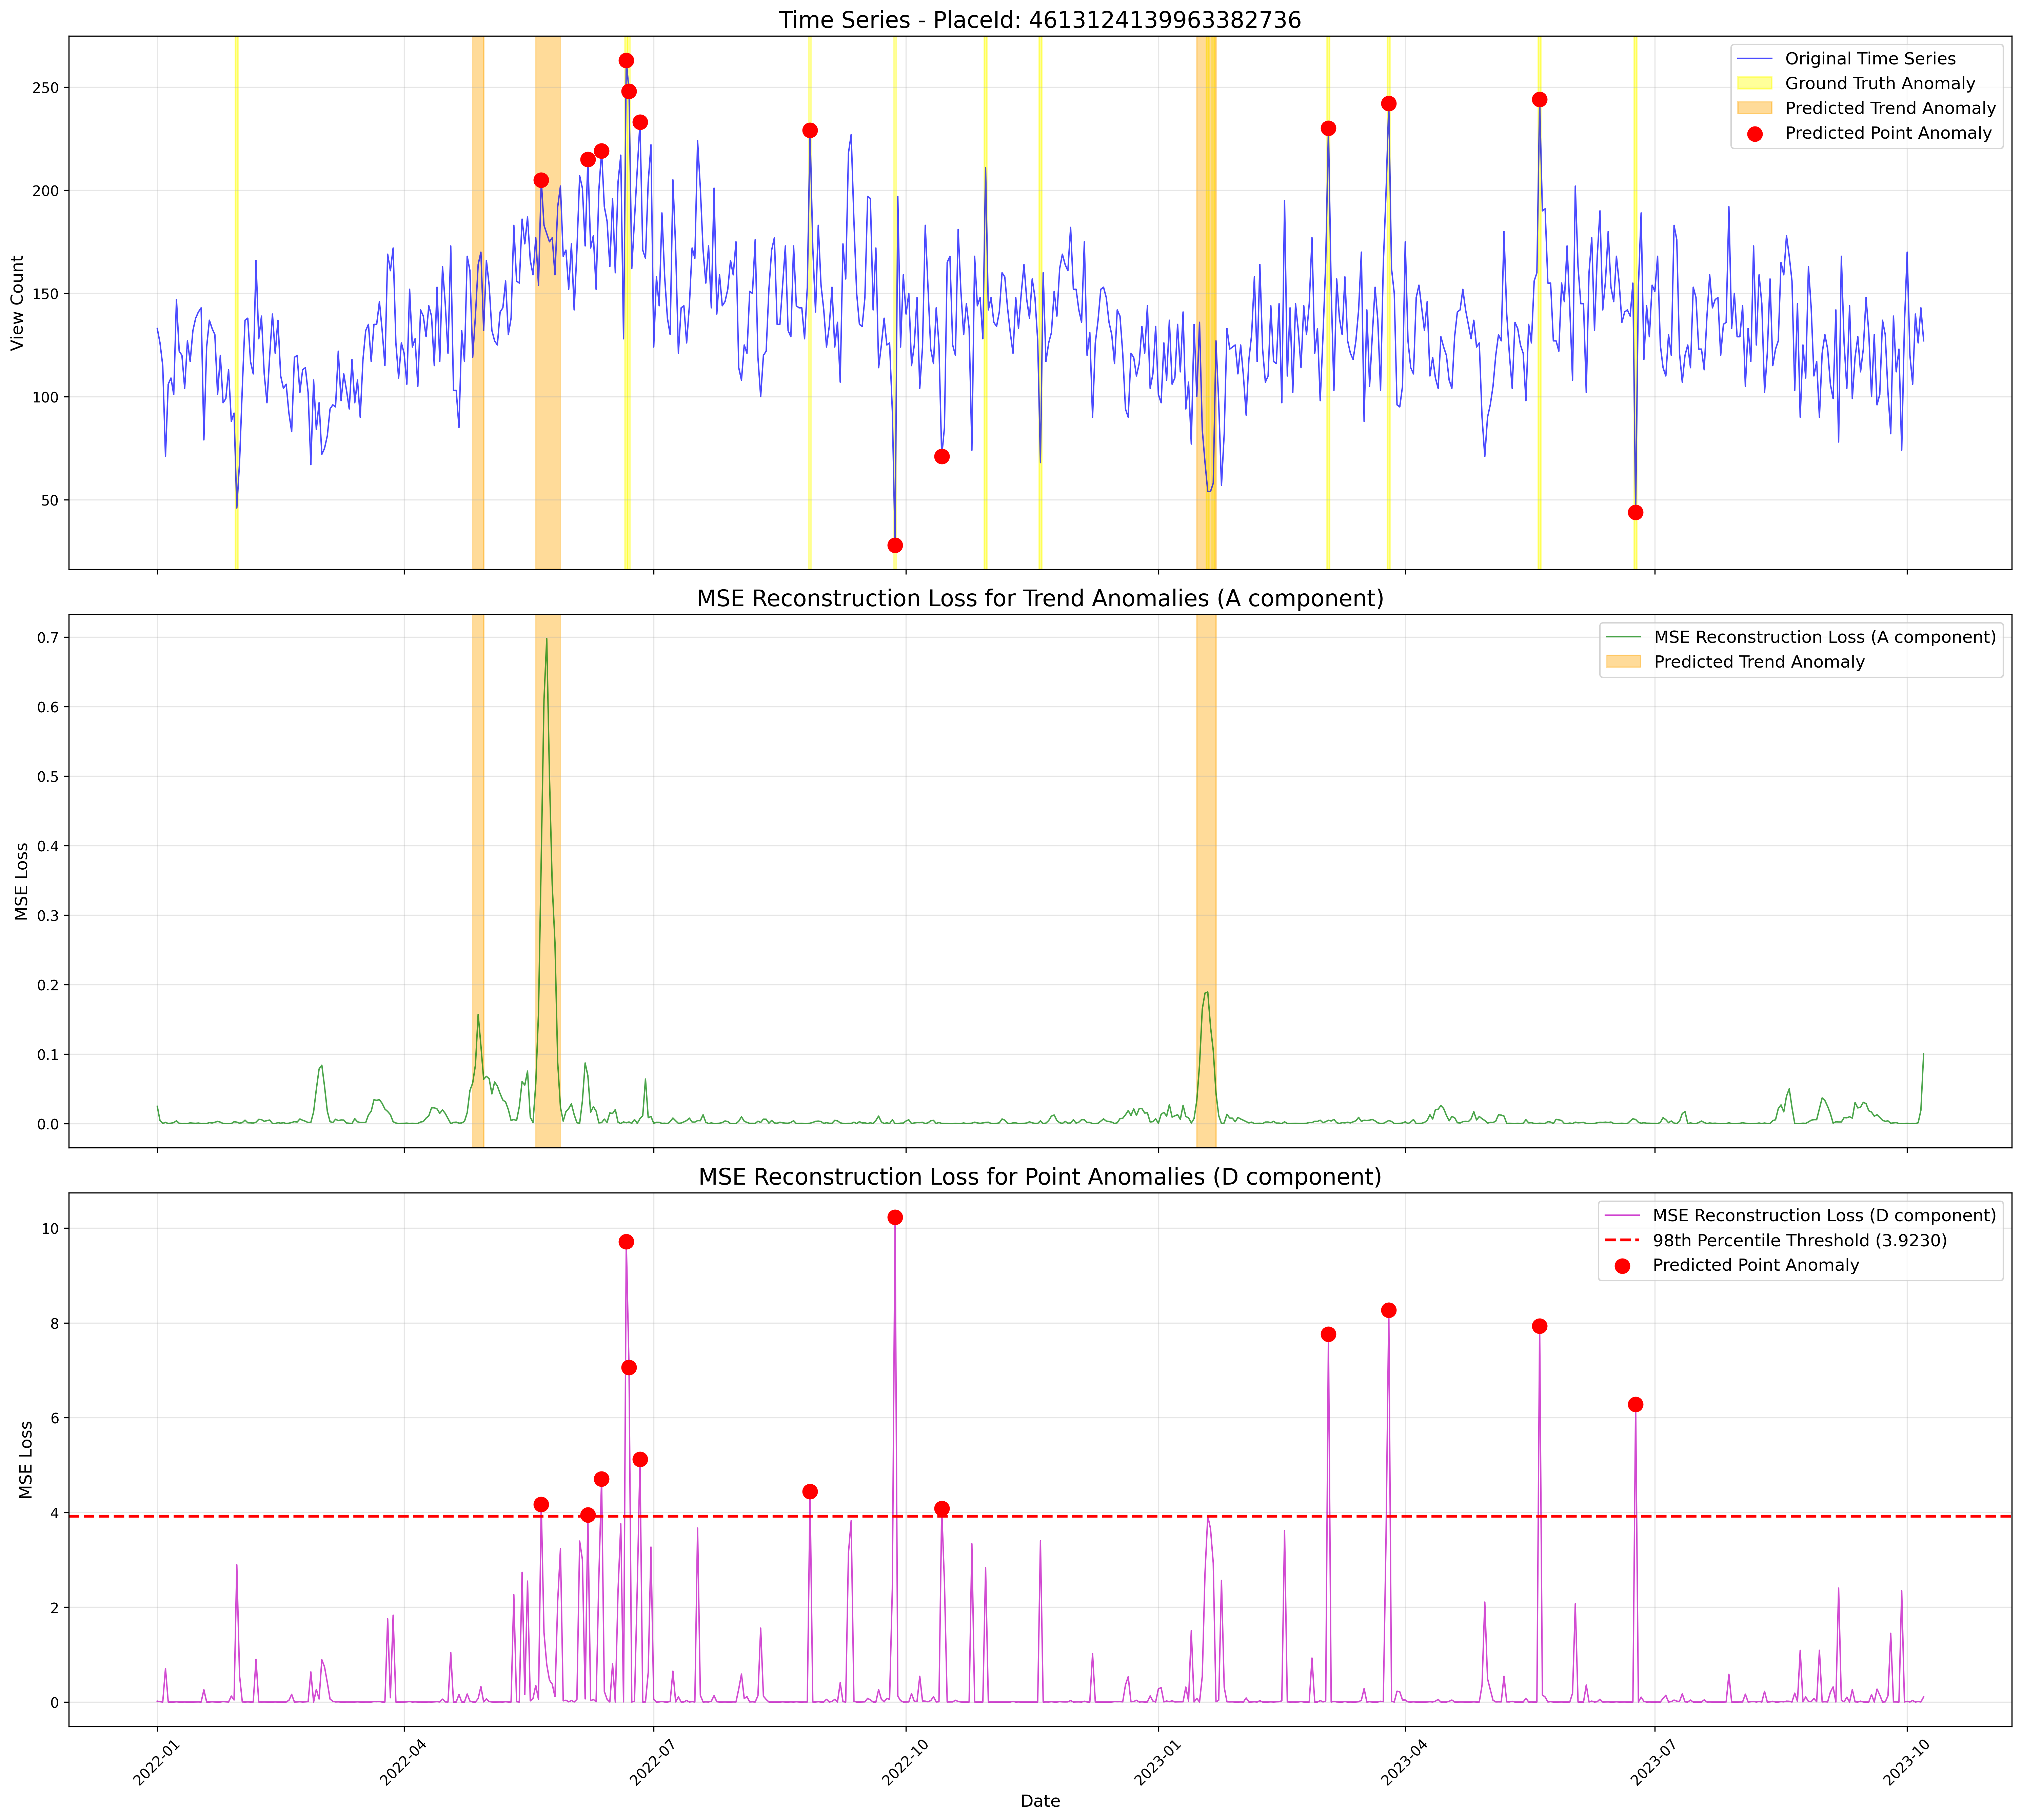 Time Series - PlaceId: 4613124139963382736
Original Time Series
Ground Truth Anomaly
Predicted Trend Anomaly
Predicted Point Anomaly
View Count
250
200
150
100
50
MSE Reconstruction Loss for Trend Anomalies (A component)
MSE Reconstruction Loss (A component)
Predicted Trend Anomaly
MSE Loss
0.7
0.6
0.5
0.4
0.3
0.2
0.1
0.0
MSE Reconstruction Loss for Point Anomalies (D component)
MSE Reconstruction Loss (D component)
98th Percentile Threshold (3.9230)
Predicted Point Anomaly
MSE Loss
10
8
6
4
2
0
2022-01
2022-04
2022-07
2022-10
2023-01
2023-04
2023-07
2023-10
Date